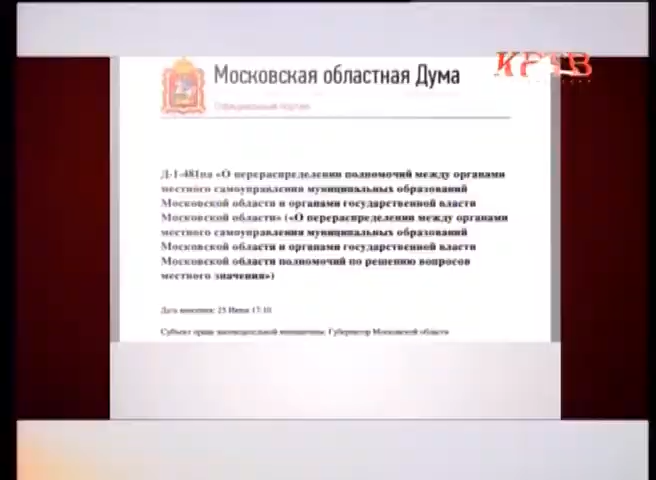 КРТВ
Московская областная Дума
Официальный портал
Д-1-481па «О перераспределении полномочий между органами
местного самоуправления муниципальных образований
Московской области и органами государственной власти
Московской области» («О перераспределении между органами
местного самоуправления муниципальных образований
Московской области и органами государственной власти
Московской области полномочий по решению вопросов
местного значения»)
Дата внесения: 25 Июня 17:10
Субъект права законодательной инициативы: Губернатор Московской области